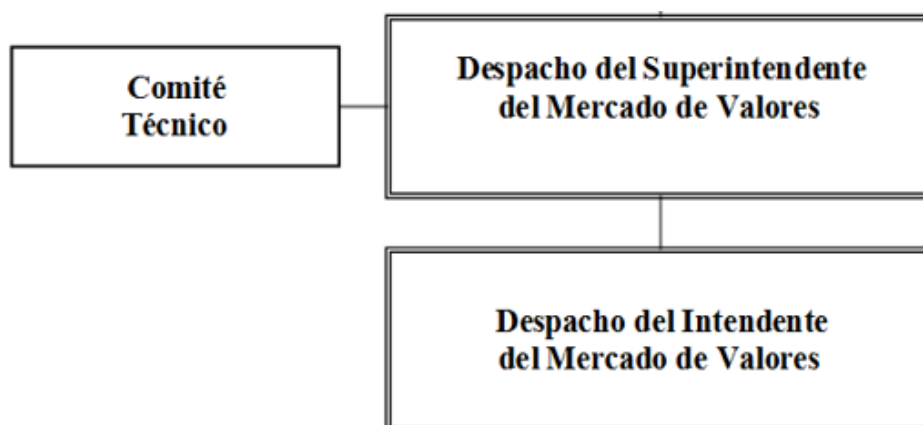 Comité
Técnico
Despacho del Superintendente
del Mercado de Valores
Despacho del Intendente
del Mercado de Valores